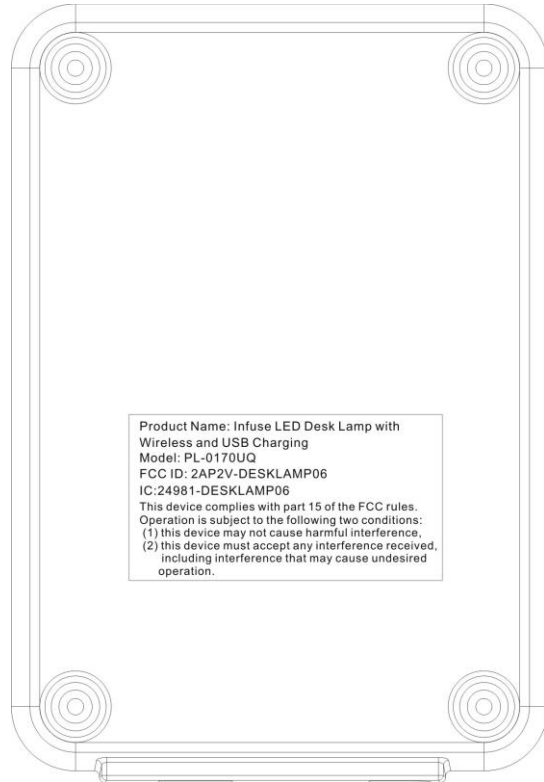 Product Name: Infuse LED Desk Lamp with
Wireless and USB Charging
Model: PL-0170UQ
FCC ID: 2AP2V-DESKLAMP06
IC:24981-DESKLAMP06
This device complies with part 15 of the FCC rules.
Operation is subject to the following two conditions:
(1) this device may not cause harmful interference,
(2) this device must accept any interference received,
including interference that may cause undesired
operation.